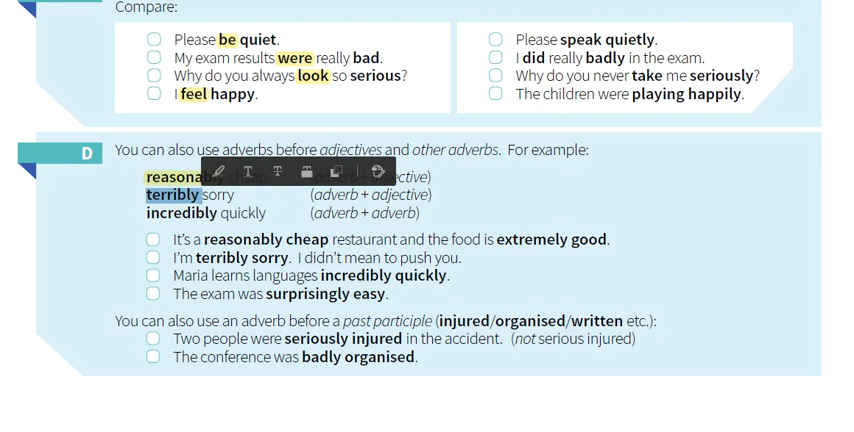 Compare:
Please be quiet.
My exam results were really bad.
Why do you always look so serious?
I feel happy.
Please speak quietly.
I did really badly in the exam.
Why do you never take me seriously?
The children were playing happily.
D
You can also use adverbs before adjectives and other adverbs. For example:
reasonably cheap (adverb + adjective)
terribly sorry (adverb + adjective)
incredibly quickly (adverb + adverb)
It's a reasonably cheap restaurant and the food is extremely good.
I'm terribly sorry. I didn't mean to push you.
Maria learns languages incredibly quickly.
The exam was surprisingly easy.
You can also use an adverb before a past participle (injured/organised/written etc.):
Two people were seriously injured in the accident. (not serious injured)
The conference was badly organised.